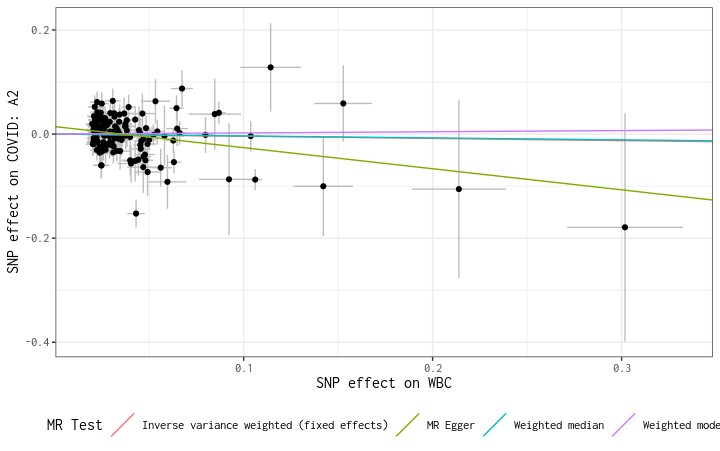 0.2
0.0
-0.2
-0.4
SNP effect on COVID: A2
0.1
0.2
0.3
SNP effect on WBC
MR Test
Inverse variance weighted (fixed effects)
MR Egger
Weighted median
Weighted mode